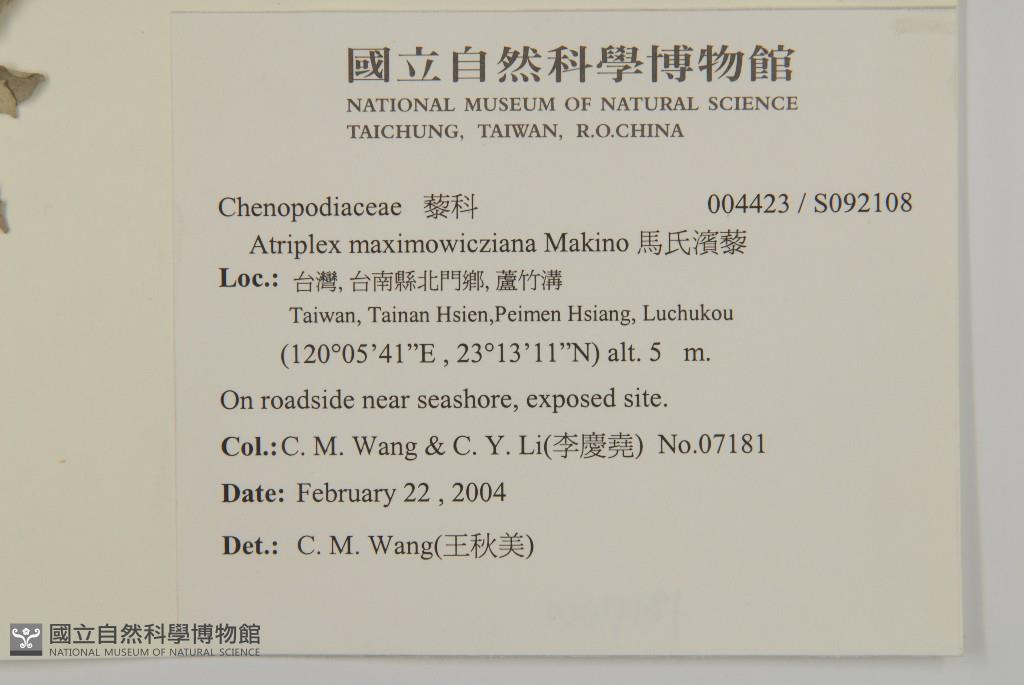 國立自然科學博物館
NATIONAL MUSEUM OF NATURAL SCIENCE
TAICHUNG, TAIWAN, R.O.CHINA
Chenopodiaceae 藜科 004423 / S092108
Atriplex maximowicziana Makino 馬氏濱藜
Loc.: 台灣, 台南縣北門鄉, 蘆竹溝
Taiwan, Tainan Hsien,Peimen Hsiang, Luchukou
(120°05’41”E , 23°13’11”N) alt. 5 m.
On roadside near seashore, exposed site.
Col.: C. M. Wang & C. Y. Li(李慶堯) No.07181
Date: February 22 , 2004
Det.: C. M. Wang(王秋美)
國立自然科學博物館
NATIONAL MUSEUM OF NATURAL SCIENCE